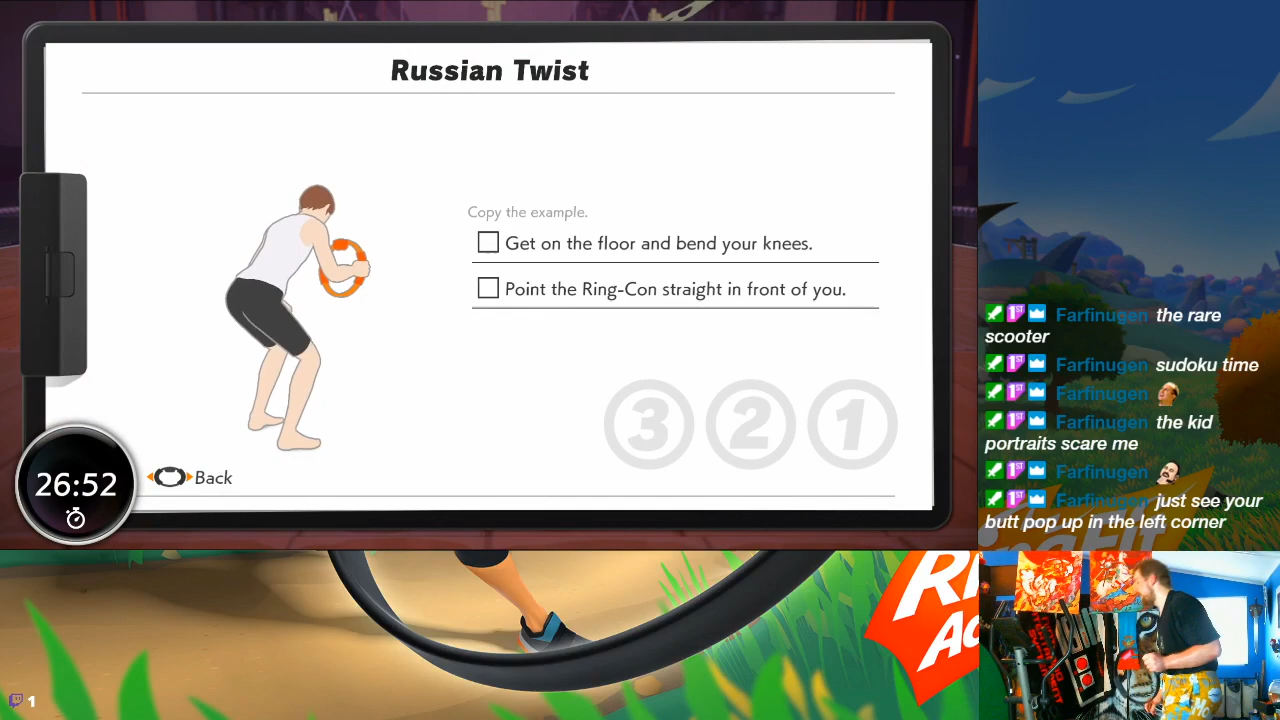 Russian Twist
Copy the example.
Get on the floor and bend your knees.
Point the Ring-Con straight in front of you.
3 2 1
26:52
Back
Farfinugen the rare
scooter
Farfinugen sudoku time
Farfinugen
Farfinugen the kid
portraits scare me
Farfinugen
Farfinugen just see your
butt pop up in the left corner
1